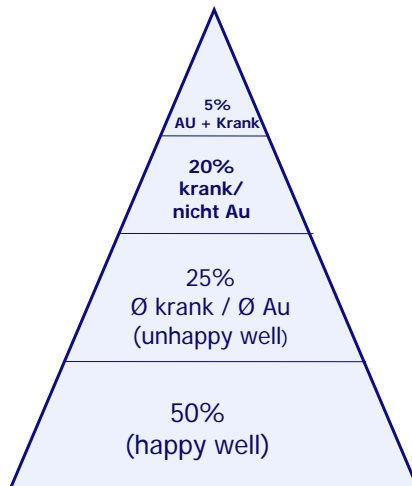 5%
AU + Krank
20%
krank/
nicht Au
25%
Ø krank / Ø Au
(unhappy well)
50%
(happy well)